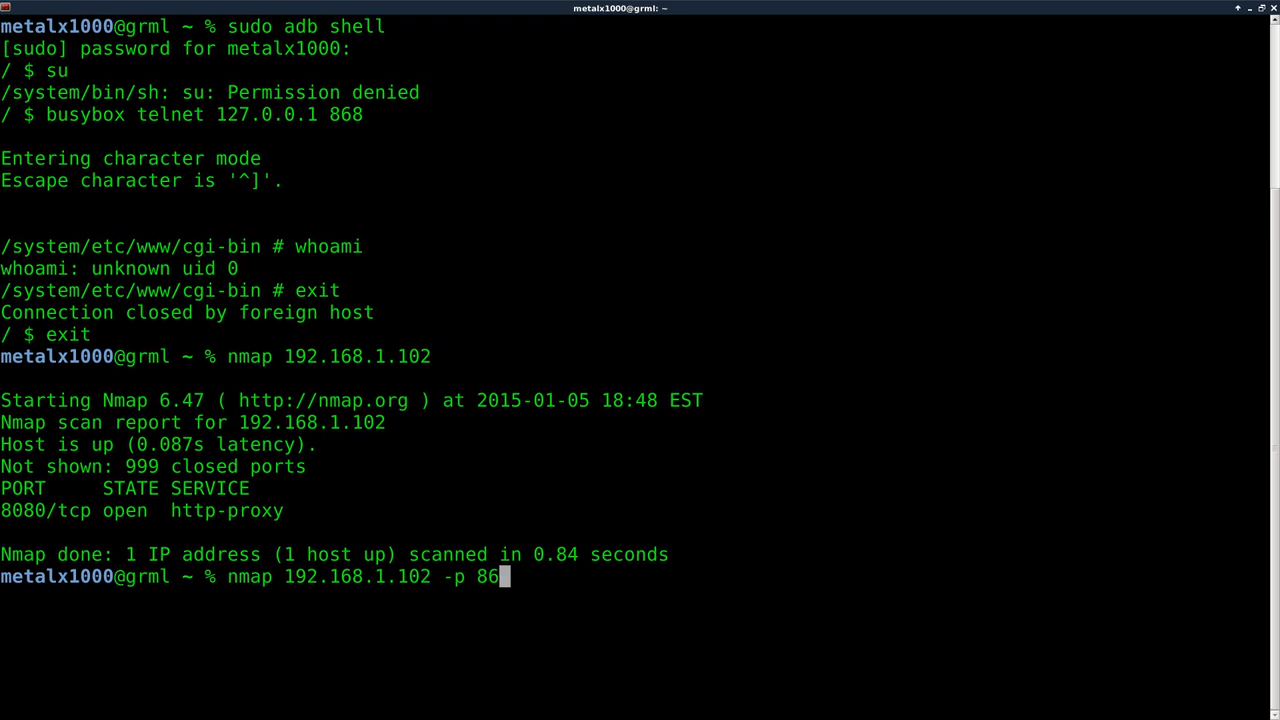 metalx1000@grml: ~
metalx1000@grml ~ % sudo adb shell
[sudo] password for metalx1000:
/ $ su
/system/bin/sh: su: Permission denied
/ $ busybox telnet 127.0.0.1 868
Entering character mode
Escape character is '^]'.
/system/etc/www/cgi-bin # whoami
whoami: unknown uid 0
/system/etc/www/cgi-bin # exit
Connection closed by foreign host
/ $ exit
metalx1000@grml ~ % nmap 192.168.1.102
Starting Nmap 6.47 ( http://nmap.org ) at 2015-01-05 18:48 EST
Nmap scan report for 192.168.1.102
Host is up (0.087s latency).
Not shown: 999 closed ports
PORT     STATE SERVICE
8080/tcp open  http-proxy
Nmap done: 1 IP address (1 host up) scanned in 0.84 seconds
metalx1000@grml ~ % nmap 192.168.1.102 -p 86